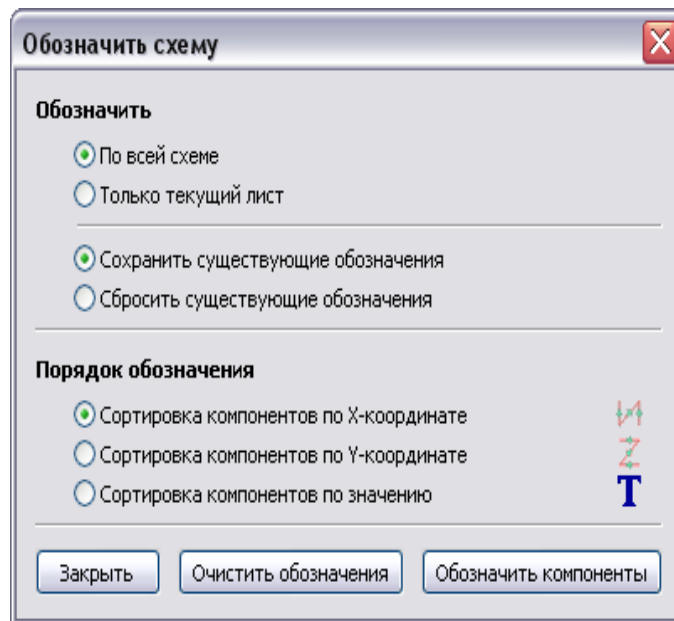 Обозначить схему
Обозначить
По всей схеме
Только текущий лист
Сохранить существующие обозначения
Сбросить существующие обозначения
Порядок обозначения
Сортировка компонентов по X-координате
Сортировка компонентов по Y-координате
Сортировка компонентов по значению
T
Закрыть
Очистить обозначения
Обозначить компоненты